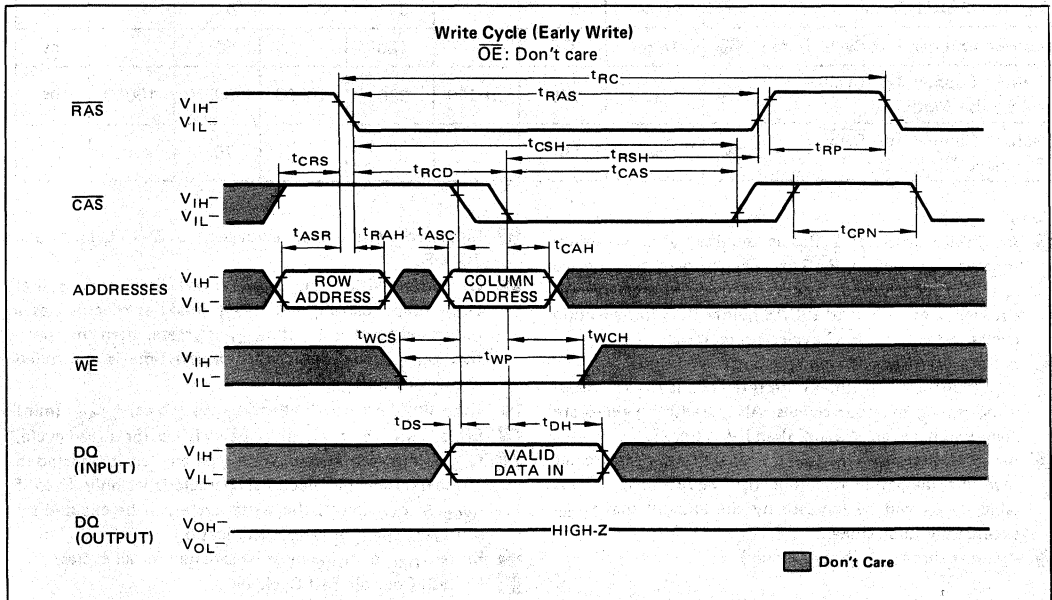 Write Cycle (Early Write)
OE: Don't care
tRC
RAS
VIH
VIL
tRAS
tCSH
tRP
tCRS
tRCD
tRSH
tCAS
CAS
VIH
VIL
tCPN
tASR
tRAH
tASC
tCAH
ADDRESSES
VIH
VIL
ROW
ADDRESS
COLUMN
ADDRESS
tWCS
tWCH
tWP
WE
VIH
VIL
tDS
tDH
DQ
(INPUT)
VIH
VIL
VALID
DATA IN
DQ
(OUTPUT)
VOH
VOL
HIGH-Z
Don't Care